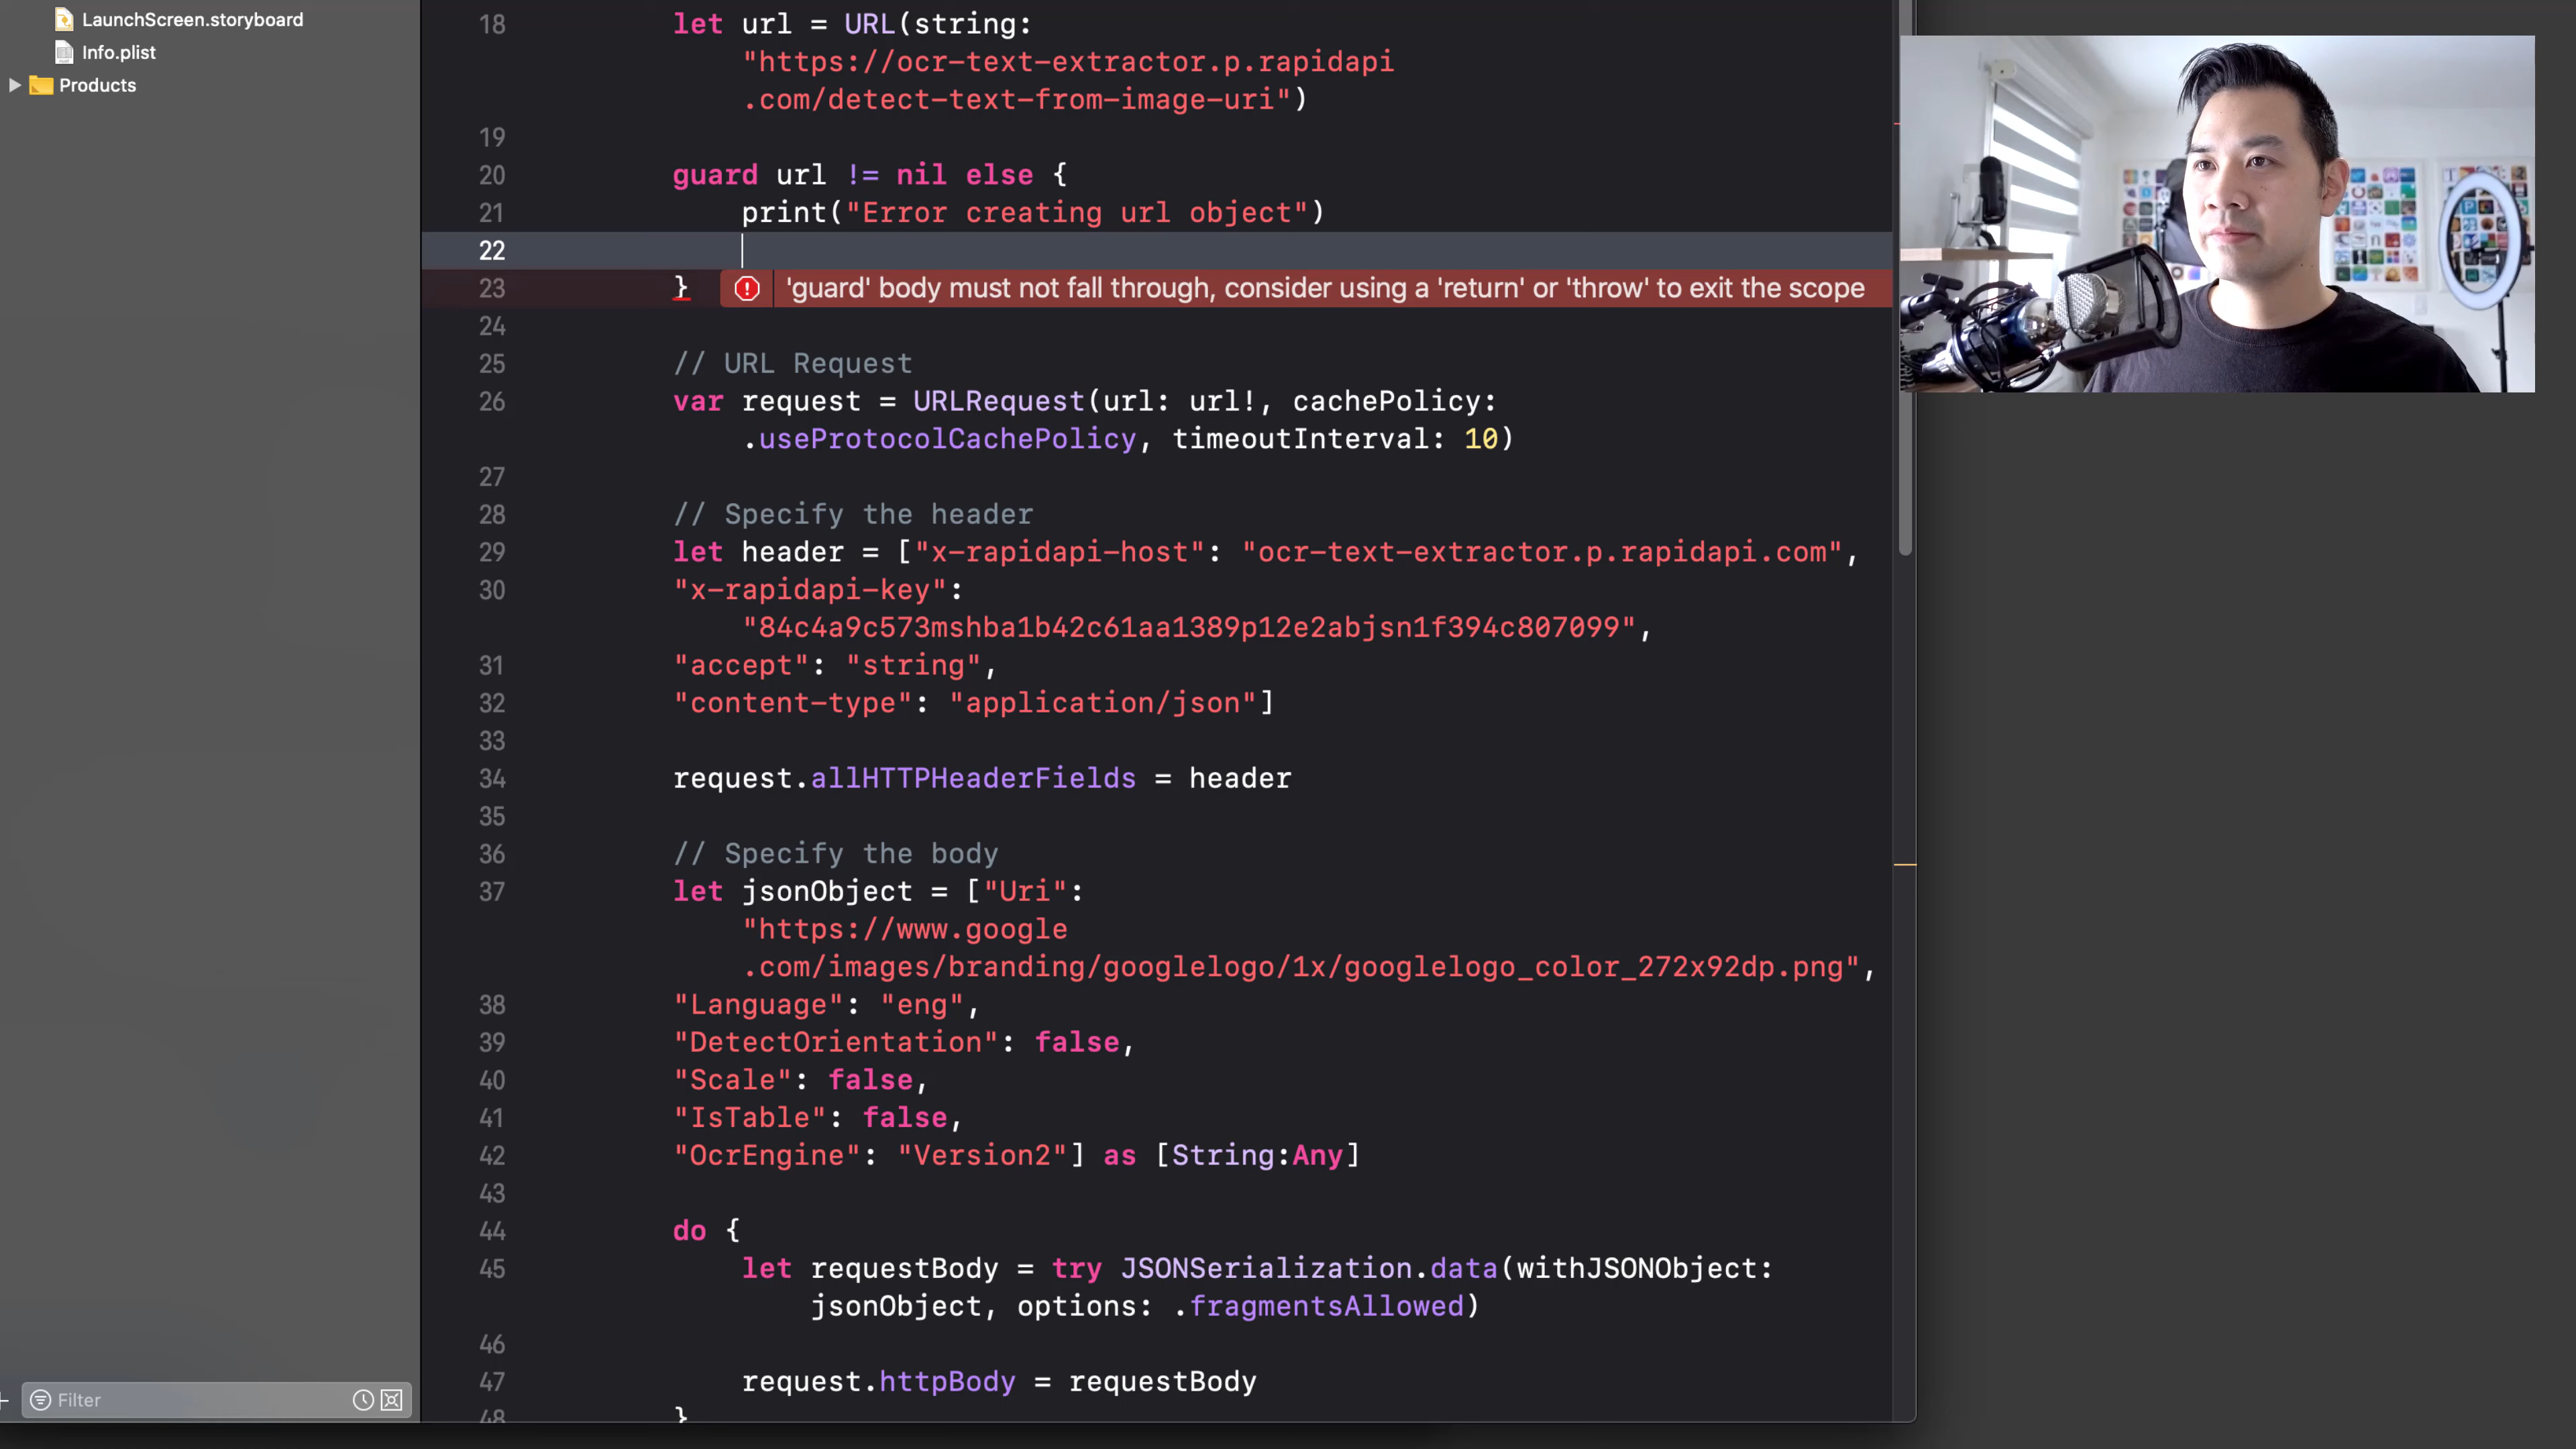 LaunchScreen.storyboard
Info.plist
Products
18 let url = URL(string:
"https://ocr-text-extractor.p.rapidapi
.com/detect-text-from-image-uri")
19
20 guard url != nil else {
21 print("Error creating url object")
22
23 } 'guard' body must not fall through, consider using a 'return' or 'throw' to exit the scope
24
25 // URL Request
26 var request = URLRequest(url: url!, cachePolicy:
.useProtocolCachePolicy, timeoutInterval: 10)
27
28 // Specify the header
29 let header = ["x-rapidapi-host": "ocr-text-extractor.p.rapidapi.com",
30 "x-rapidapi-key":
"84c4a9c573mshba1b42c61aa1389p12e2abjsn1f394c807099",
31 "accept": "string",
32 "content-type": "application/json"]
33
34 request.allHTTPHeaderFields = header
35
36 // Specify the body
37 let jsonObject = ["Uri":
"https://www.google
.com/images/branding/googlelogo/1x/googlelogo_color_272x92dp.png",
38 "Language": "eng",
39 "DetectOrientation": false,
40 "Scale": false,
41 "IsTable": false,
42 "OcrEngine": "Version2"] as [String:Any]
43
44 do {
45 let requestBody = try JSONSerialization.data(withJSONObject:
jsonObject, options: .fragmentsAllowed)
46
47 request.httpBody = requestBody
48 }
Filter